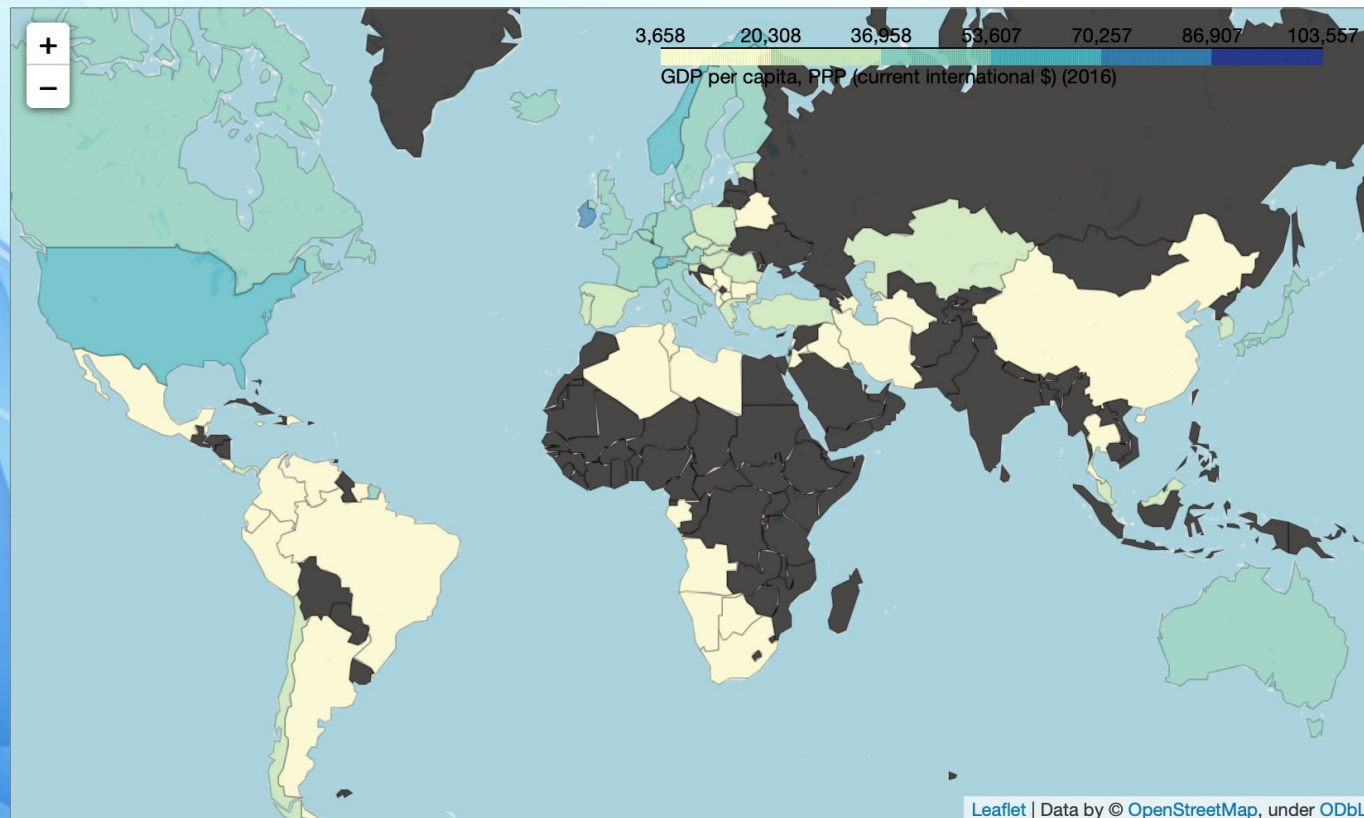 +
−
3,658 20,308 36,958 53,607 70,257 86,907 103,557
GDP per capita, PPP (current international $) (2016)
Leaflet | Data by © OpenStreetMap, under ODbL